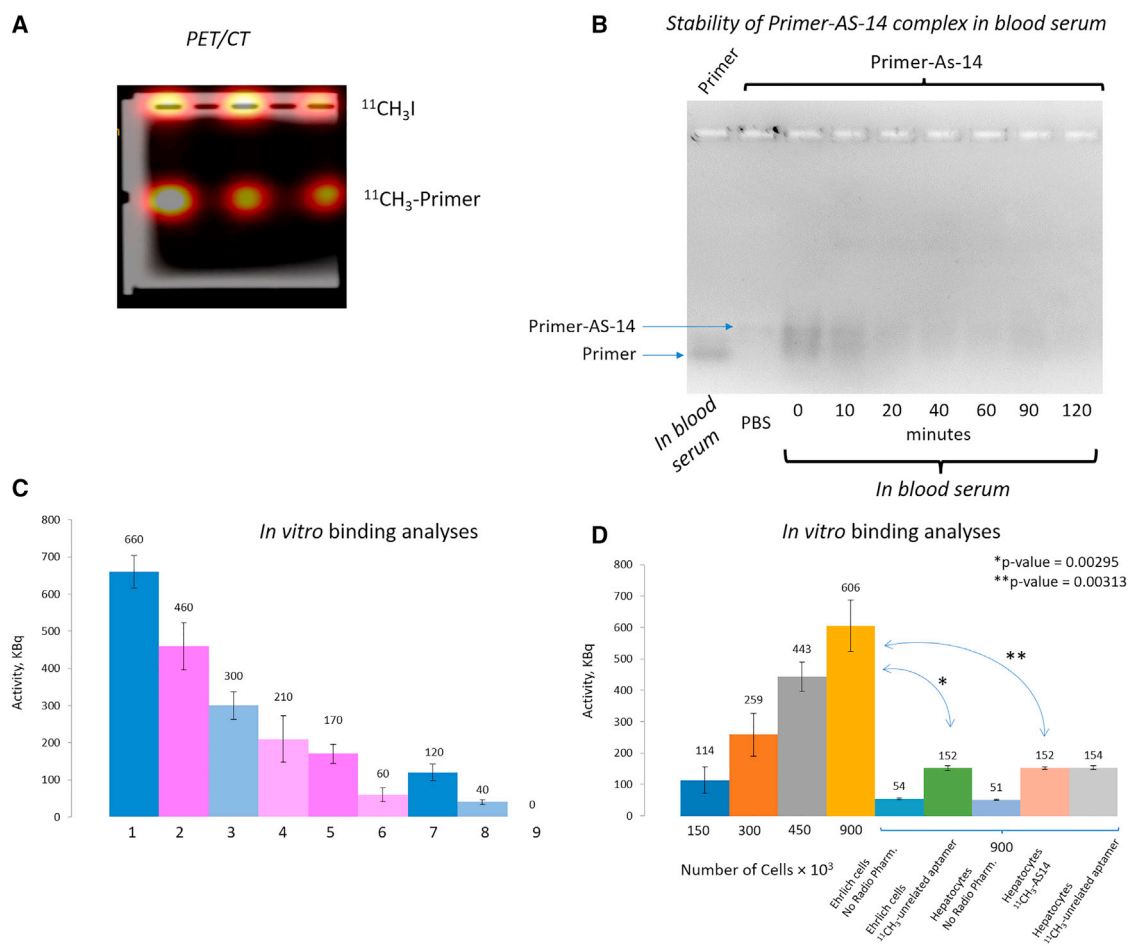 A
PET/CT
¹¹CH₃I
¹¹CH₃-Primer
B
Stability of Primer-AS-14 complex in blood serum
Primer
Primer-As-14
Primer-AS-14
Primer
In blood
serum
PBS
0 10 20 40 60 90 120
minutes
In blood serum
C
In vitro binding analyses
Activity, KBq
800
700
600
500
400
300
200
100
0
660
460
300
210
170
60
120
40
0
1 2 3 4 5 6 7 8 9
D
In vitro binding analyses
*p-value = 0.00295
**p-value = 0.00313
Activity, KBq
800
700
600
500
400
300
200
100
0
114
259
443
606
54
152
51
152
154
*
**
150 300 450 900
900
Number of Cells × 10³
Ehrlich cells
No Radio Pharm.
Ehrlich cells
¹¹CH₃-unrelated aptamer
Hepatocytes
No Radio Pharm.
Hepatocytes
¹¹CH₃-AS14
Hepatocytes
¹¹CH₃-unrelated aptamer